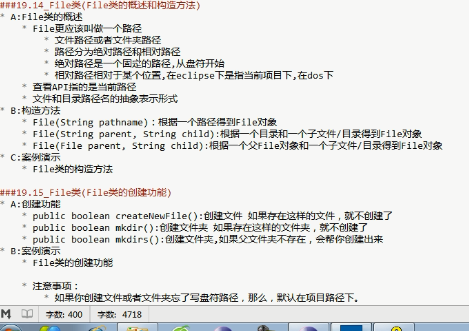 ###19.14_File类(File类的概述和构造方法)
* A:File类的概述
* File更应该叫做一个路径
* 文件路径或者文件夹路径
* 路径分为绝对路径和相对路径
* 绝对路径是一个固定的路径,从盘符开始
* 相对路径相对于某个位置,在eclipse下是指当前项目下,在dos下
* 查看API指的是当前路径
* 文件和目录路径名的抽象表示形式
* B:构造方法
* File(String pathname)：根据一个路径得到File对象
* File(String parent, String child):根据一个目录和一个子文件/目录得到File对象
* File(File parent, String child):根据一个父File对象和一个子文件/目录得到File对象
* C:案例演示
* File类的构造方法
###19.15_File类(File类的创建功能)
* A:创建功能
* public boolean createNewFile():创建文件 如果存在这样的文件，就不创建了
* public boolean mkdir():创建文件夹 如果存在这样的文件夹，就不创建了
* public boolean mkdirs():创建文件夹,如果父文件夹不存在，会帮你创建出来
* B:案例演示
* File类的创建功能
* 注意事项：
* 如果你创建文件或者文件夹忘了写盘符路径，那么，默认在项目路径下。
字数: 400 字数: 4718